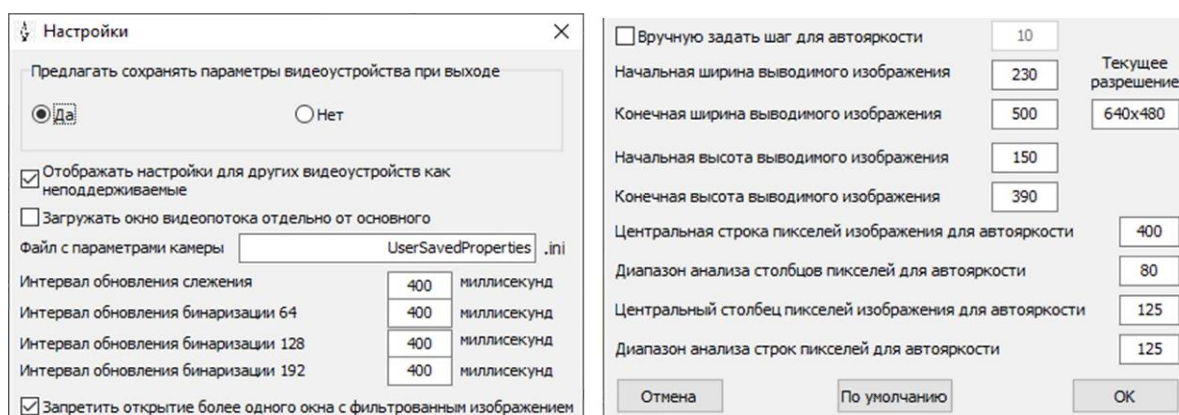 Настройки
Предлагать сохранять параметры видеоустройства при выходе
Да Нет
Отображать настройки для других видеоустройств как
неподдерживаемые
Загружать окно видеопотока отдельно от основного
Файл с параметрами камеры UserSavedProperties .ini
Интервал обновления слежения 400 миллисекунд
Интервал обновления бинаризации 64 400 миллисекунд
Интервал обновления бинаризации 128 400 миллисекунд
Интервал обновления бинаризации 192 400 миллисекунд
Запретить открытие более одного окна с фильтрованным изображением
Вручную задать шаг для автояркости 10
Начальная ширина выводимого изображения 230
Текущее
разрешение
Конечная ширина выводимого изображения 500 640x480
Начальная высота выводимого изображения 150
Конечная высота выводимого изображения 390
Центральная строка пикселей изображения для автояркости 400
Диапазон анализа столбцов пикселей для автояркости 80
Центральный столбец пикселей изображения для автояркости 125
Диапазон анализа строк пикселей для автояркости 125
Отмена По умолчанию OK